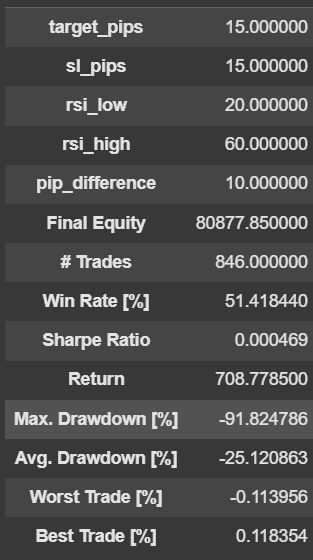 target_pips 15.000000
sl_pips 15.000000
rsi_low 20.000000
rsi_high 60.000000
pip_difference 10.000000
Final Equity 80877.850000
# Trades 846.000000
Win Rate [%] 51.418440
Sharpe Ratio 0.000469
Return 708.778500
Max. Drawdown [%] -91.824786
Avg. Drawdown [%] -25.120863
Worst Trade [%] -0.113956
Best Trade [%] 0.118354